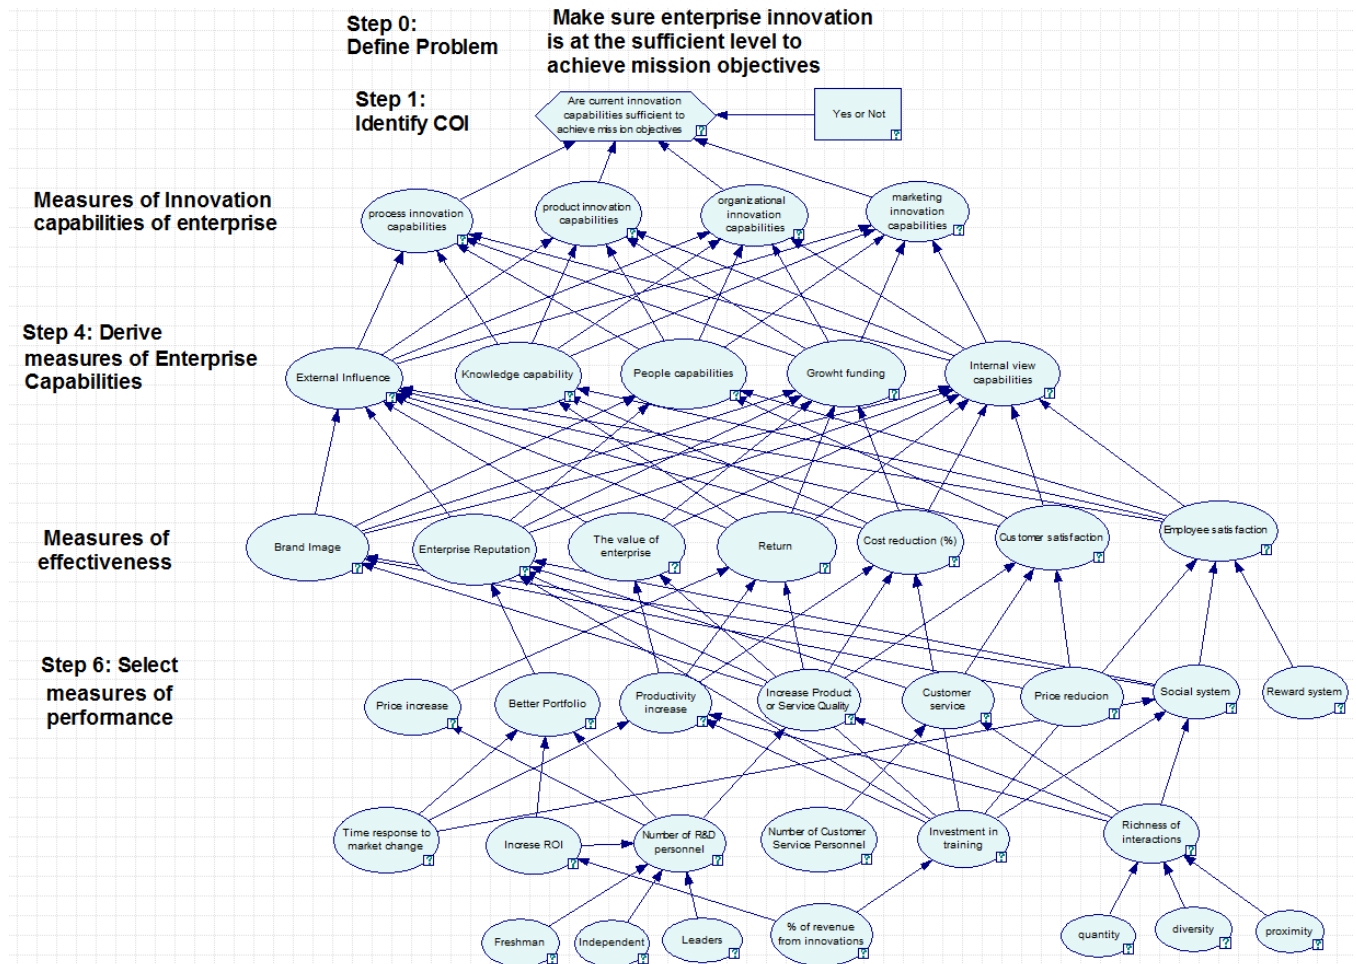 Step 0:
Define Problem
Make sure enterprise innovation
is at the sufficient level to
achieve mission objectives
Step 1:
Identify COI
Are current innovation
capabilities sufficient to
achieve mission objectives
?
Yes or Not
?
Measures of Innovation
capabilities of enterprise
process innovation
capabilities
?
product innovation
capabilities
?
organizational
innovation
capabilities
?
marketing
innovation
capabilities
?
Step 4: Derive
measures of Enterprise
Capabilities
External Influence
?
Knowledge capability
?
People capabilities
?
Growht funding
?
Internal view
capabilities
?
Measures of
effectiveness
Brand Image
?
Enterprise Reputation
?
The value of
enterprise
?
Return
?
Cost reduction (%)
?
Customer satisfaction
?
Employee satisfaction
?
Step 6: Select
measures of
performance
Price increase
?
Better Portfolio
?
Productivity
increase
?
Increase Product
or Service Quality
?
Customer
service
?
Price reducion
?
Social system
?
Reward system
?
Time response to
market change
?
Increse ROI
?
Number of R&D
personnel
?
Number of Customer
Service Personnel
?
Investment in
training
?
Richness of
interactions
?
Freshman
?
Independent
?
Leaders
?
% of revenue
from innovations
?
quantity
?
diversity
?
proximity
?